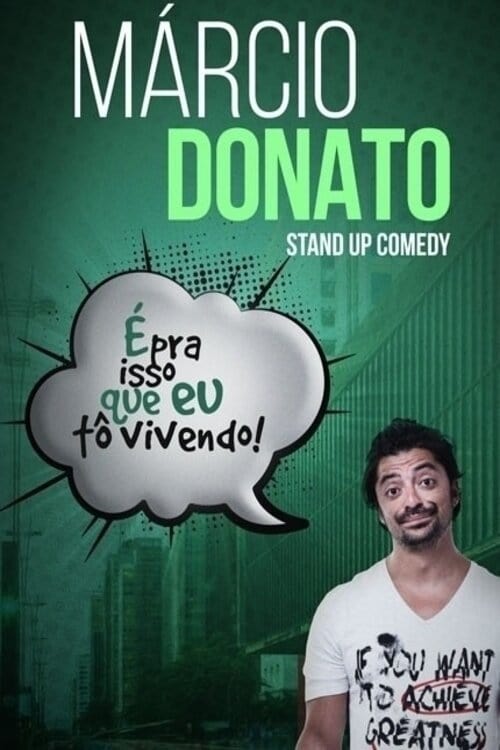 MÁRCIO
DONATO
STAND UP COMEDY
É pra
isso
que eu
tô vivendo!
IF YOU WANT
TO ACHIEVE
GREATNESS